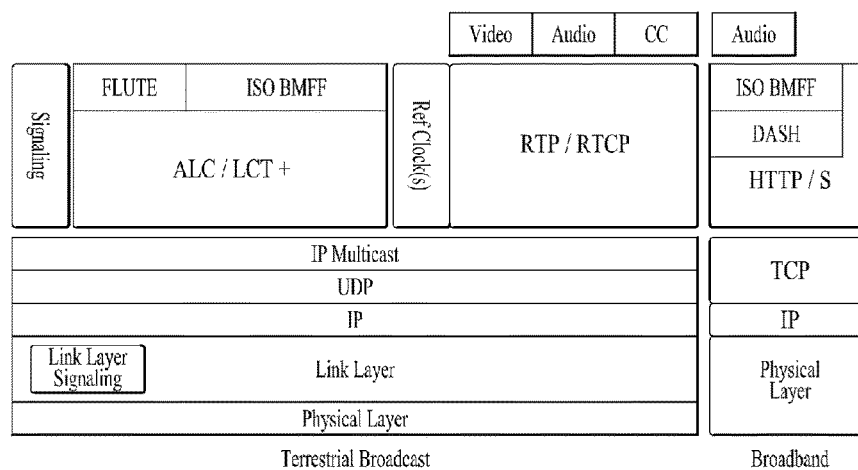 Video Audio CC Audio
Signaling
FLUTE ISO BMFF
ALC / LCT +
Ref Clock(s)
RTP / RTCP
ISO BMFF
DASH
HTTP / S
IP Multicast
UDP
IP
Link Layer
Signaling
Link Layer
Physical Layer
TCP
IP
Physical
Layer
Terrestrial Broadcast
Broadband